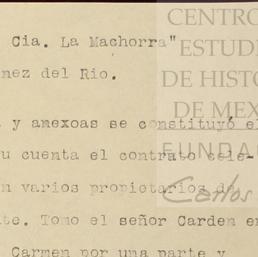 Cia. La Machorra"
nez del Rio.
y anexoas se constituyó el
u cuenta el contrato cele-
n varios propietarios de
te. Tomo el señor Carden en
Carmen por una parte y
CENTRO
ESTUDI
DE HISTO
DE MEX
FUNDA
Carlos